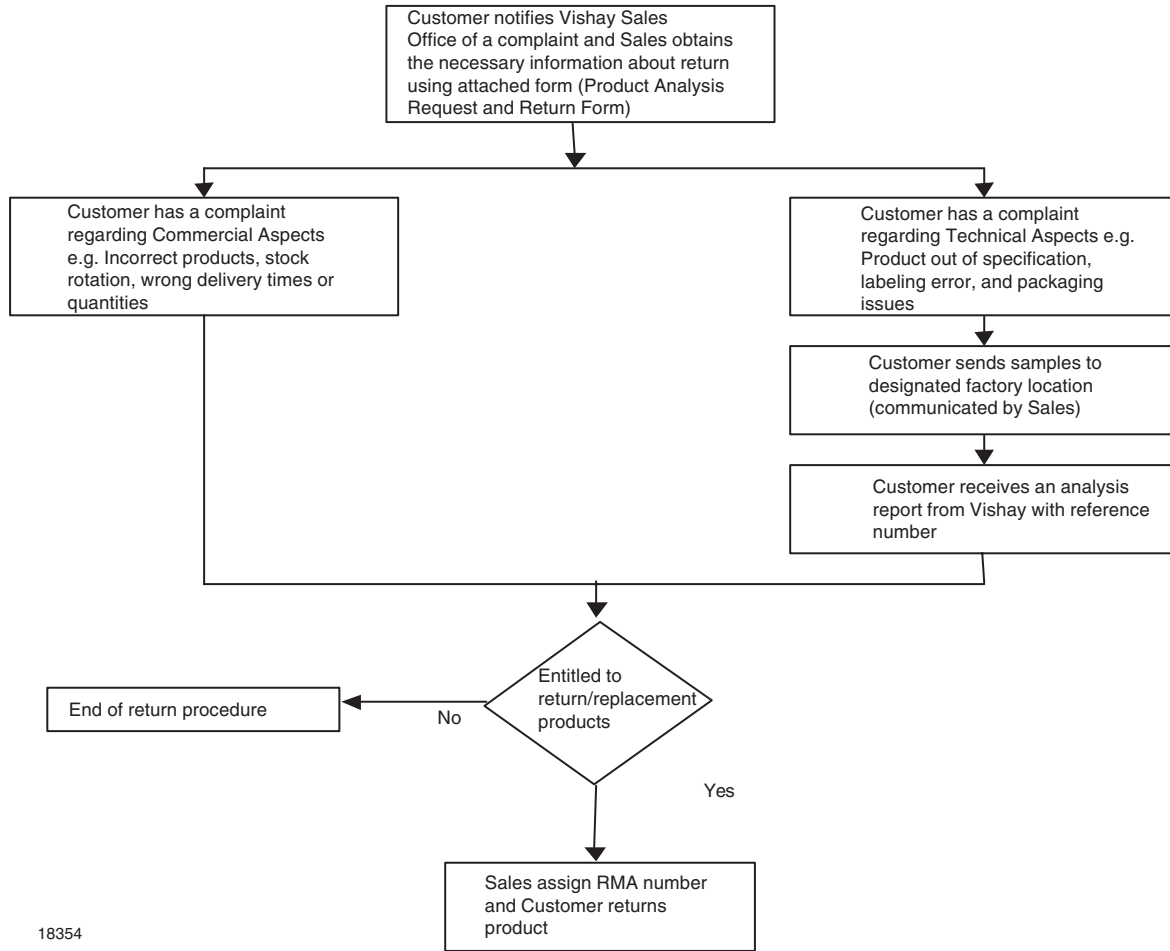 Customer notifies Vishay Sales
Office of a complaint and Sales obtains
the necessary information about return
using attached form (Product Analysis
Request and Return Form)
Customer has a complaint
regarding Commercial Aspects
e.g. Incorrect products, stock
rotation, wrong delivery times or
quantities
Customer has a complaint
regarding Technical Aspects e.g.
Product out of specification,
labeling error, and packaging
issues
Customer sends samples to
designated factory location
(communicated by Sales)
Customer receives an analysis
report from Vishay with reference
number
Entitled to
return/replacement
products
No
End of return procedure
Yes
Sales assign RMA number
and Customer returns
product
18354